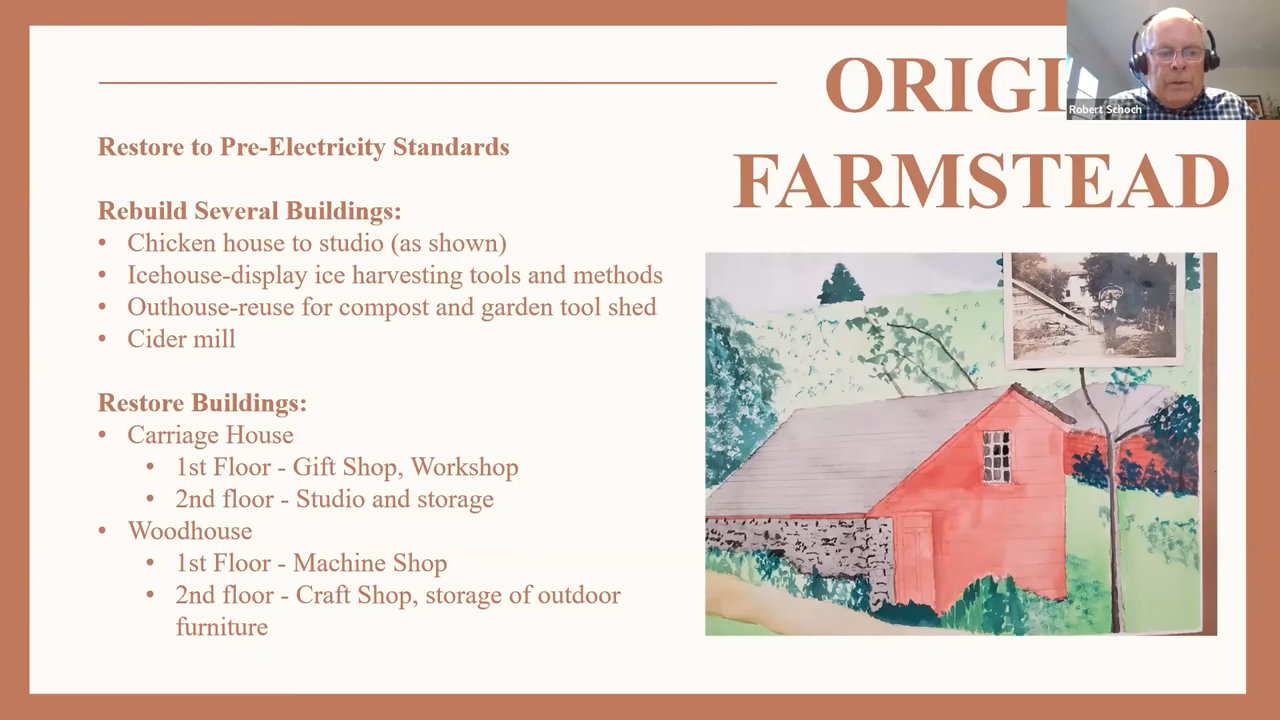 ORIGI
FARMSTEAD
Robert Schoch
Restore to Pre-Electricity Standards
Rebuild Several Buildings:
• Chicken house to studio (as shown)
• Icehouse-display ice harvesting tools and methods
• Outhouse-reuse for compost and garden tool shed
• Cider mill
Restore Buildings:
• Carriage House
• 1st Floor - Gift Shop, Workshop
• 2nd floor - Studio and storage
• Woodhouse
• 1st Floor - Machine Shop
• 2nd floor - Craft Shop, storage of outdoor
furniture